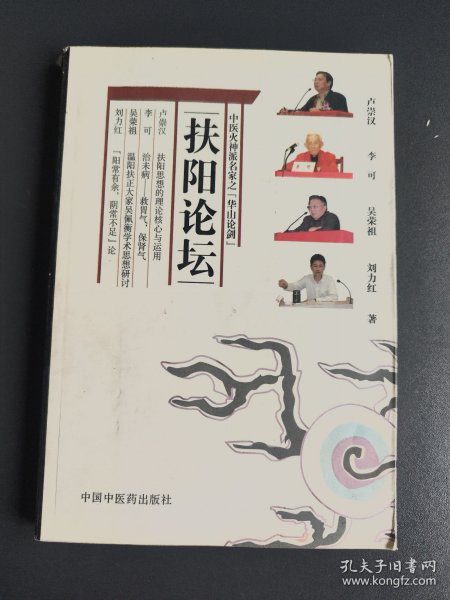 中医火神派名家之「华山论剑」
扶阳论坛
卢崇汉 扶阳思想的理论核心与运用
李可 治未病——救胃气,保肾气
吴荣祖 温阳扶正大家吴佩衡学术思想研讨
刘力红 「阳常有余,阴常不足」论
卢崇汉
李可
吴荣祖
刘力红 著
中国中医药出版社
孔夫子旧书网
www.kongfz.com